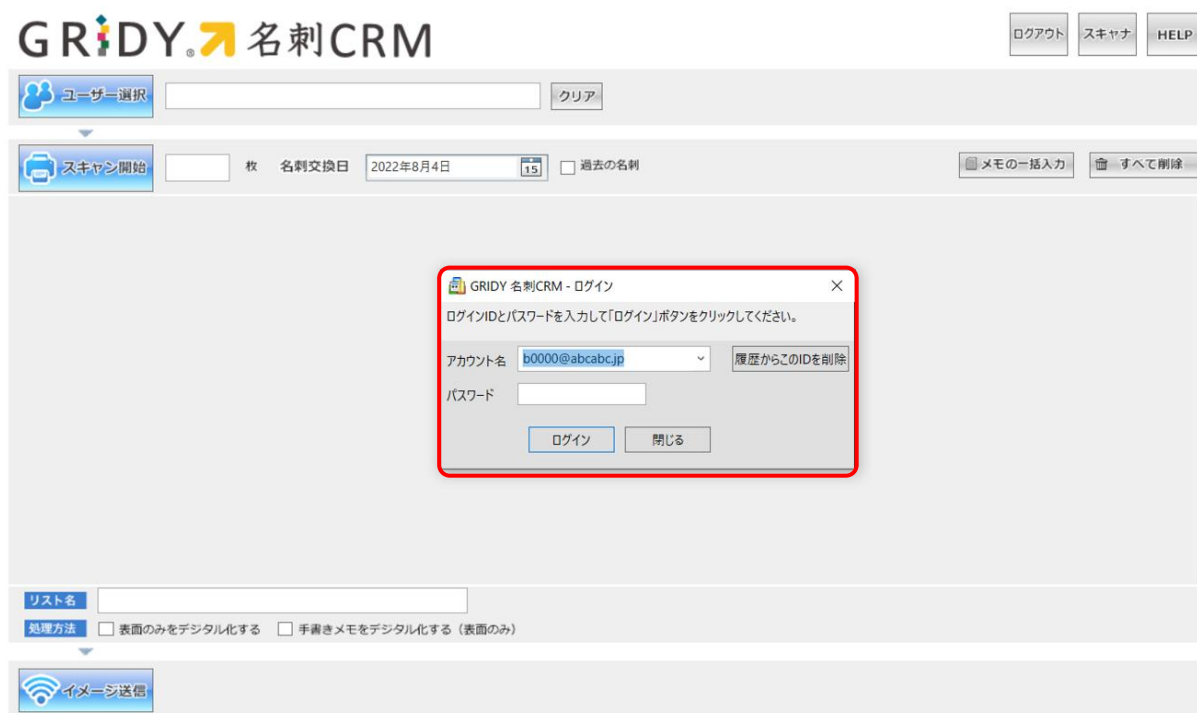 GRiDY® 名刺CRM
ログアウト スキャナ HELP
ユーザー選択 クリア
スキャン開始 枚 名刺交換日 2022年8月4日 15 過去の名刺 メモの一括入力 すべて削除
GRIDY 名刺CRM - ログイン
ログインIDとパスワードを入力して「ログイン」ボタンをクリックしてください。
アカウント名 b0000@abcabc.jp 履歴からこのIDを削除
パスワード
ログイン 閉じる
リスト名
処理方法 表面のみをデジタル化する 手書きメモをデジタル化する（表面のみ）
イメージ送信